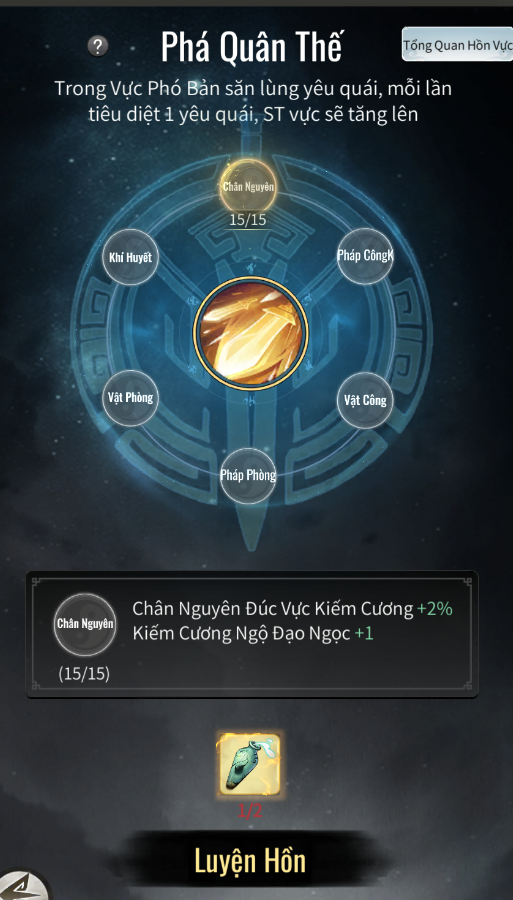 ?
Phá Quân Thế
Tổng Quan Hồn Vực
Trong Vực Phó Bản săn lùng yêu quái, mỗi lần
tiêu diệt 1 yêu quái, ST vực sẽ tăng lên
Chân Nguyên
15/15
Khí Huyết
Pháp CôngK
Vật Phòng
Vật Công
Pháp Phòng
Chân Nguyên Đúc Vực Kiếm Cương +2%
Kiếm Cương Ngộ Đạo Ngọc +1
Chân Nguyên
(15/15)
1/2
Luyện Hồn